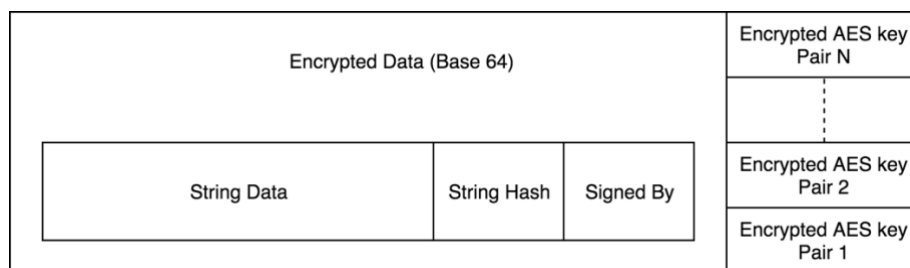 Encrypted Data (Base 64)
String Data
String Hash
Signed By
Encrypted AES key
Pair N
Encrypted AES key
Pair 2
Encrypted AES key
Pair 1